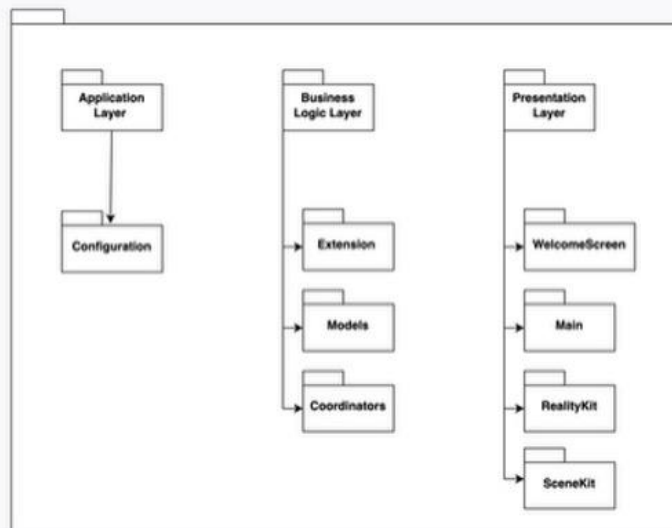 Application
Layer
Business
Logic Layer
Presentation
Layer
Configuration
Extension
WelcomeScreen
Models
Main
Coordinators
RealityKit
SceneKit